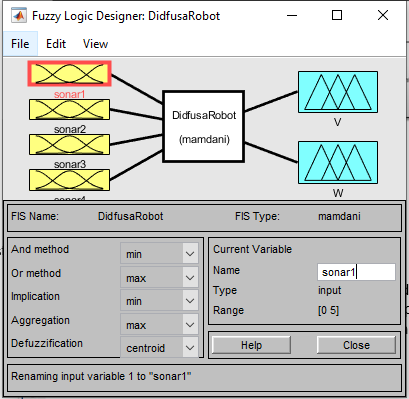 Fuzzy Logic Designer: DidfusaRobot
File Edit View
sonar1
sonar2
sonar3
sonar4
DidfusaRobot
(mamdani)
V
W
FIS Name: DidfusaRobot FIS Type: mamdani
And method min
Or method max
Implication min
Aggregation max
Defuzzification centroid
Current Variable
Name sonar1
Type input
Range [0 5]
Help Close
Renaming input variable 1 to "sonar1"